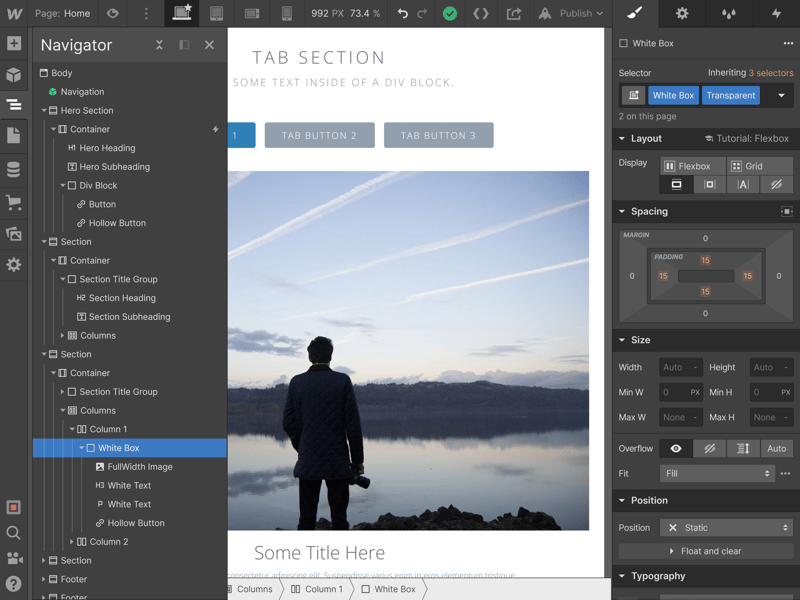 Page: Home
992 PX 73.4 %
Publish
Navigator
Body
Navigation
Hero Section
Container
H1 Hero Heading
T Hero Subheading
Div Block
Button
Hollow Button
Section
Container
Section Title Group
H2 Section Heading
T Section Subheading
Columns
Section
Container
Section Title Group
Columns
Column 1
White Box
FullWidth Image
H3 White Text
P White Text
Hollow Button
Column 2
Section
Footer
Footer
TAB SECTION
SOME TEXT INSIDE OF A DIV BLOCK.
1
TAB BUTTON 2
TAB BUTTON 3
Some Title Here
consectetur adipiscing elit. Suspendisse varius enim in eros elementum tristique.
Columns
Column 1
White Box
White Box
Selector
Inheriting 3 selectors
White Box
Transparent
2 on this page
Layout
Tutorial: Flexbox
Display
Flexbox
Grid
A
Spacing
MARGIN
0
PADDING
15
0
15
15
0
15
0
Size
Width Auto - Height Auto -
Min W 0 PX Min H 0 PX
Max W None - Max H None -
Overflow
Auto
Fit
Fill
Position
Position
Static
Float and clear
Typography